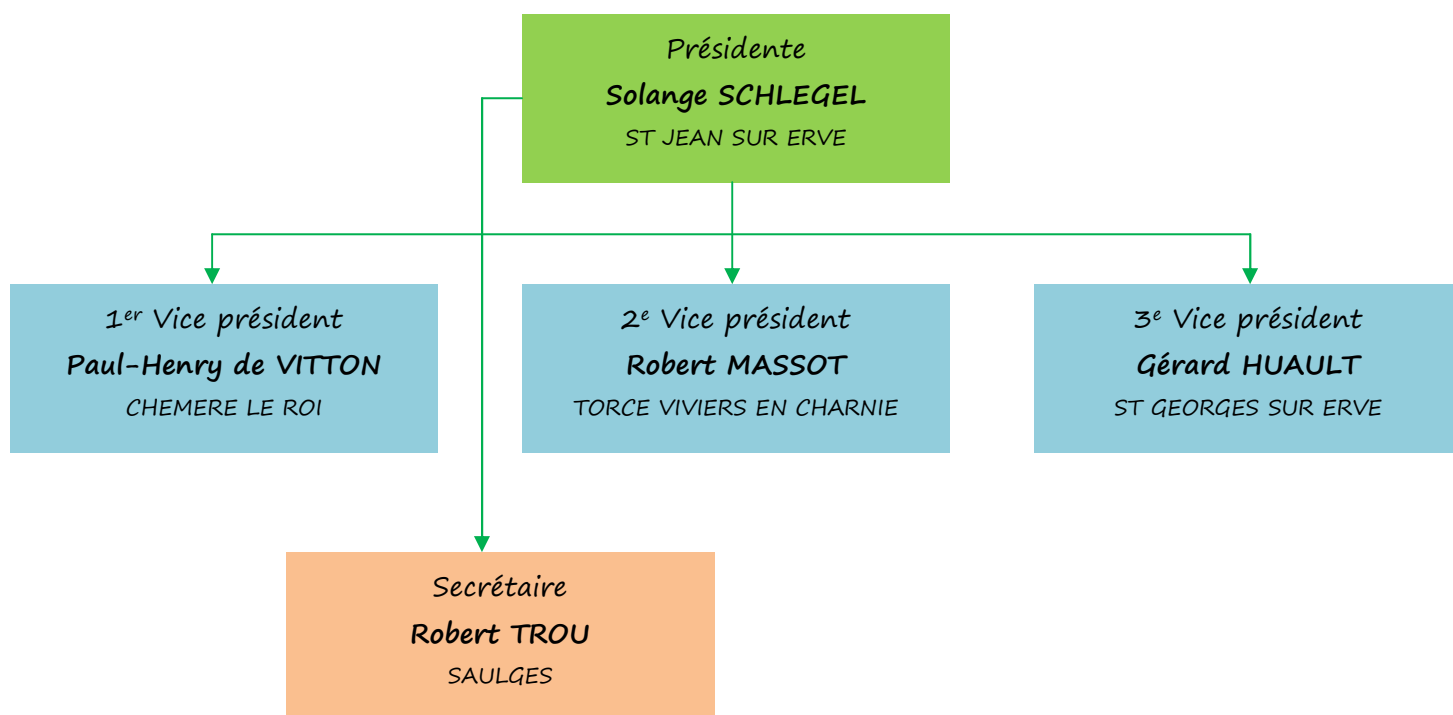 Présidente
Solange SCHLEGEL
ST JEAN SUR ERVE
1er Vice président
Paul-Henry de VITTON
CHEMERE LE ROI
2e Vice président
Robert MASSOT
TORCE VIVIERS EN CHARNIE
3e Vice président
Gérard HUAULT
ST GEORGES SUR ERVE
Secrétaire
Robert TROU
SAULGES